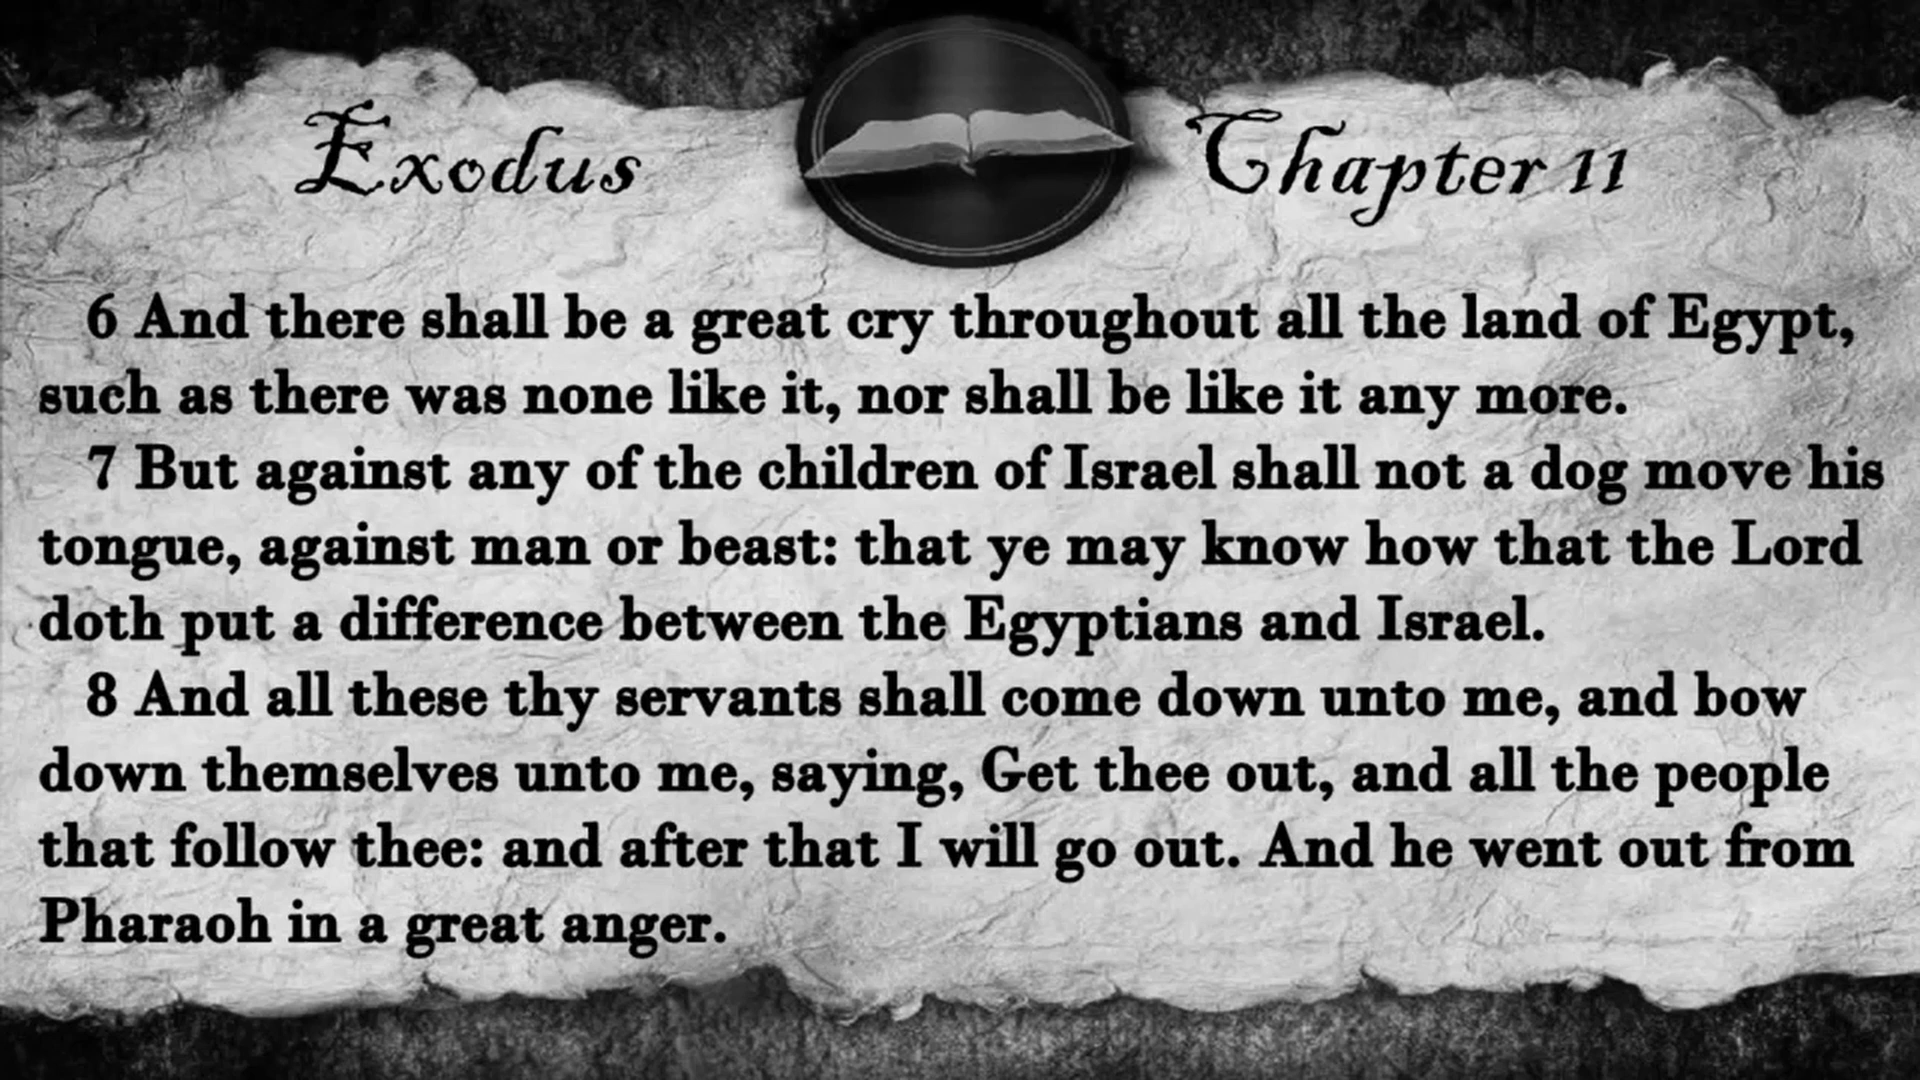 Exodus Chapter 11
6 And there shall be a great cry throughout all the land of Egypt,
such as there was none like it, nor shall be like it any more.
7 But against any of the children of Israel shall not a dog move his
tongue, against man or beast: that ye may know how that the Lord
doth put a difference between the Egyptians and Israel.
8 And all these thy servants shall come down unto me, and bow
down themselves unto me, saying, Get thee out, and all the people
that follow thee: and after that I will go out. And he went out from
Pharaoh in a great anger.